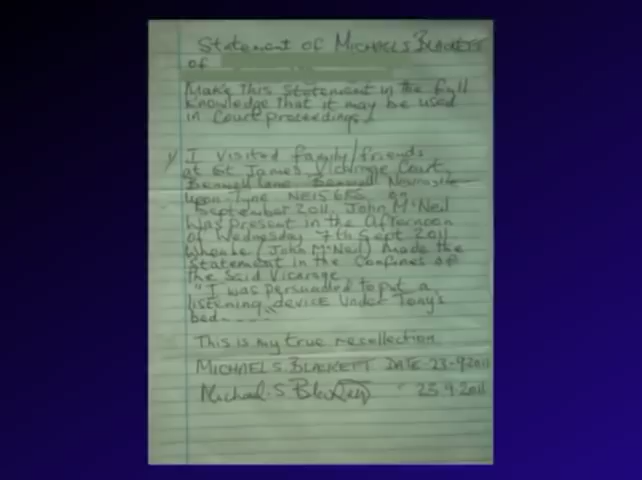 Statement of MICHAEL S BLACKETT
of
Make This Statement in the full
knowledge that it may be used
in Court proceedings
1/ I visited family/friends
at St James Vicarage Court,
Benwell Lane Benwell Newcastle
upon-Tyne NE15 6RS on
September 2011. John McNeil
was present in the Afternoon
of Wednesday 7th Sept 2011
when he (John McNeil) made the
Statement in the confines of
the said Vicarage
"I was persuaded to put a
listening device under Tony's
bed-----"
This is my true recollection
MICHAEL S. BLACKETT DATE-23-9.2011
Michael S Blackett " 23.9.2011